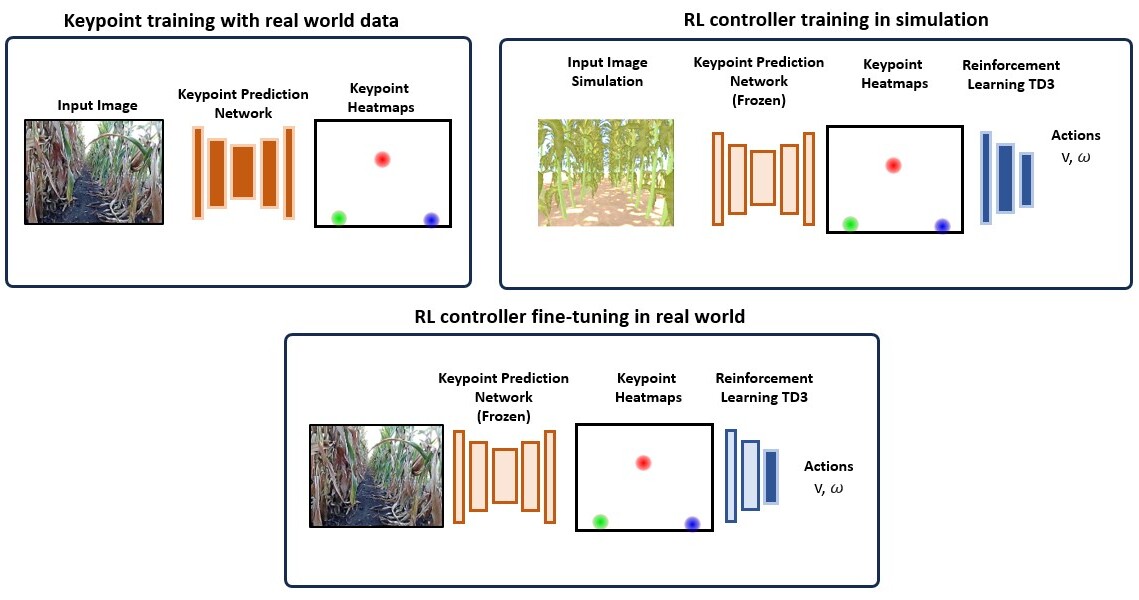 Keypoint training with real world data
Input Image
Keypoint Prediction
Network
Keypoint
Heatmaps
RL controller training in simulation
Input Image
Simulation
Keypoint Prediction
Network
(Frozen)
Keypoint
Heatmaps
Reinforcement
Learning TD3
Actions
v, ω
RL controller fine-tuning in real world
Keypoint Prediction
Network
(Frozen)
Keypoint
Heatmaps
Reinforcement
Learning TD3
Actions
v, ω